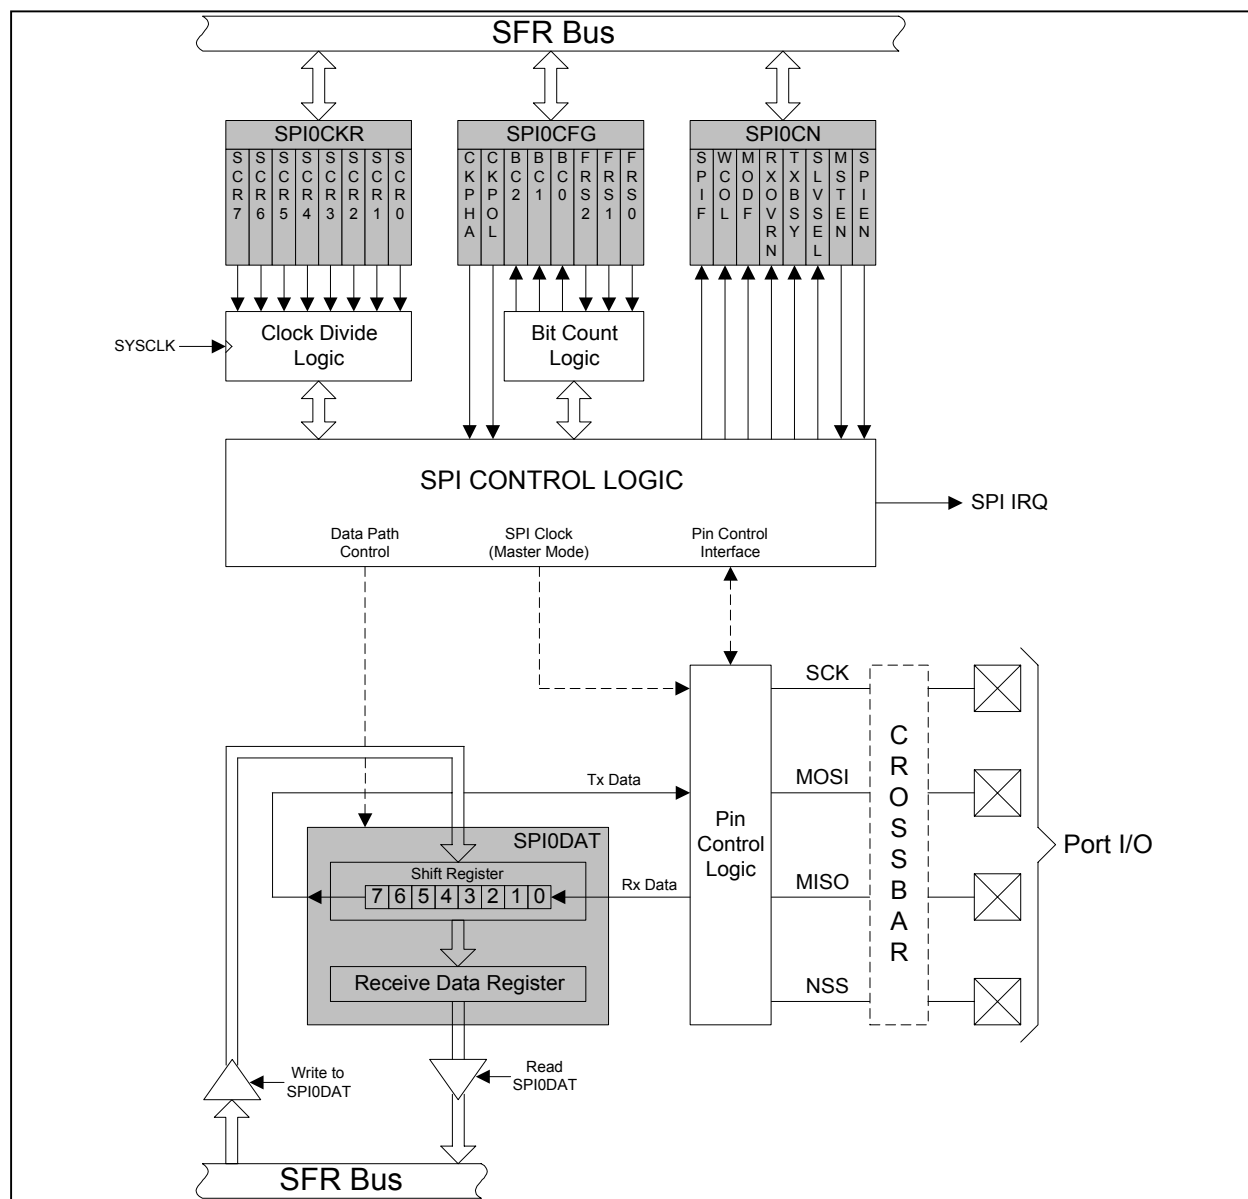 SFR Bus
SPI0CKR
SCR7 SCR6 SCR5 SCR4 SCR3 SCR2 SCR1 SCR0
SPI0CFG
CKPHA CKPOL BC2 BC1 BC0 FRS2 FRS1 FRS0
SPI0CN
SPIF WCOL MODF RXOVRN TXBSY SLVSEL MSTEN SPIEN
SYSCLK
Clock Divide
Logic
Bit Count
Logic
SPI CONTROL LOGIC
SPI IRQ
Data Path
Control
SPI Clock
(Master Mode)
Pin Control
Interface
Tx Data
SPI0DAT
Shift Register
7 6 5 4 3 2 1 0
Rx Data
Receive Data Register
Pin
Control
Logic
SCK
MOSI
MISO
NSS
CROSSBAR
Port I/O
Write to
SPI0DAT
Read
SPI0DAT
SFR Bus